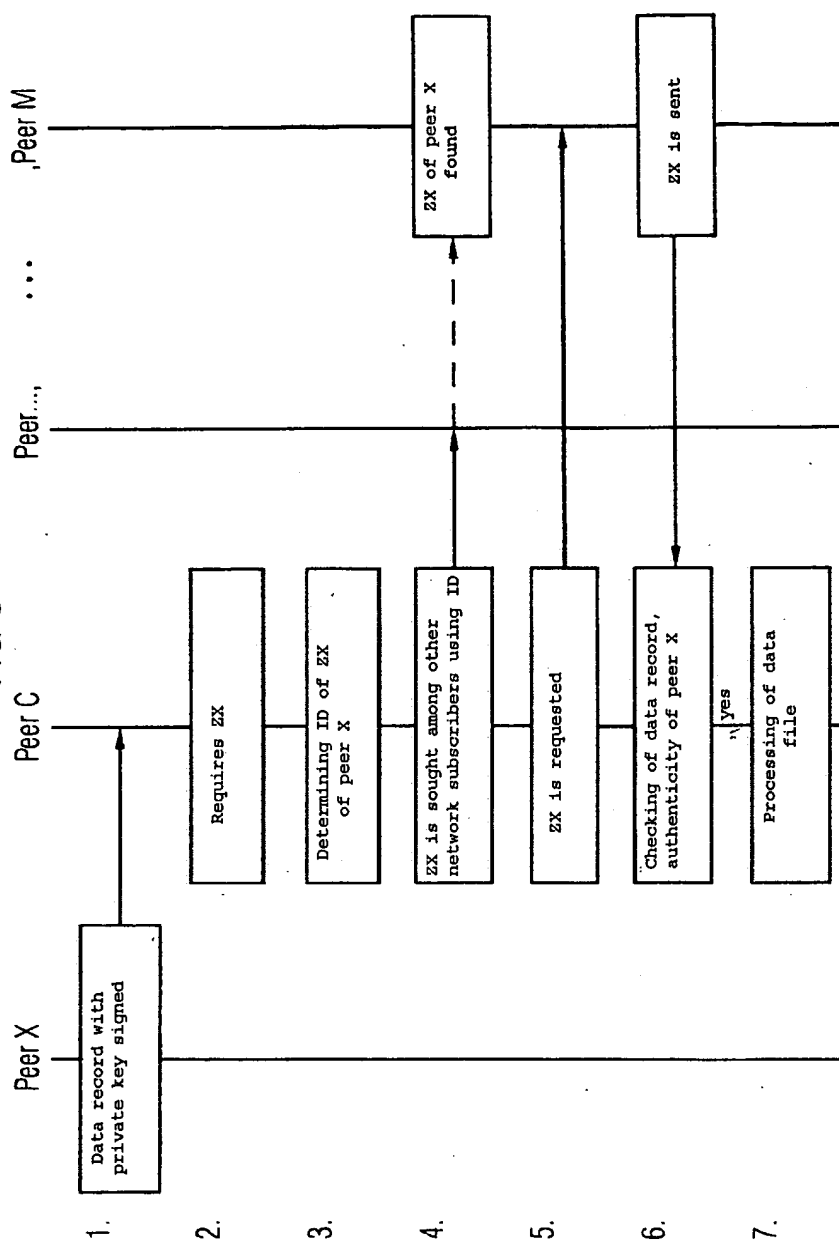 Peer X
Peer C
Peer...,
...
,Peer M
1.
Data record with
private key signed
2.
Requires ZX
3.
Determining ID of ZX
of peer X
4.
ZX is sought among other
network subscribers using ID
ZX of peer X
found
5.
ZX is requested
6.
Checking of data record,
authenticity of peer X
ZX is sent
yes
7.
Processing of data
file